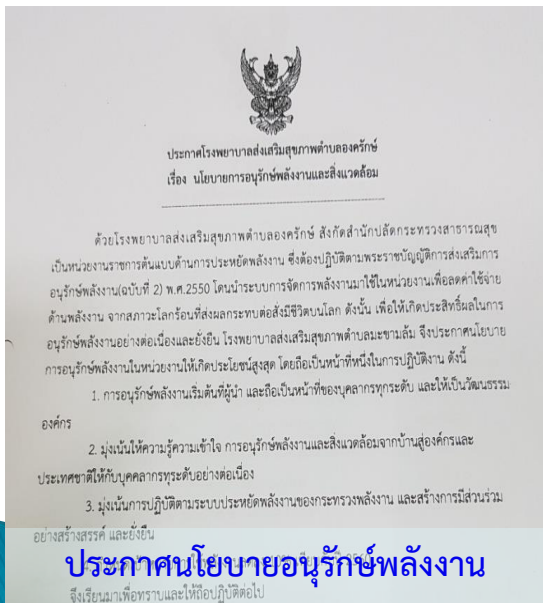 ประกาศโรงพยาบาลส่งเสริมสุขภาพตำบลองครักษ์
เรื่อง นโยบายการอนุรักษ์พลังงานและสิ่งแวดล้อม
ด้วยโรงพยาบาลส่งเสริมสุขภาพตำบลองครักษ์ สังกัดสำนักปลัดกระทรวงสาธารณสุข
เป็นหน่วยงานราชการต้นแบบด้านการประหยัดพลังงาน ซึ่งต้องปฏิบัติตามพระราชบัญญัติการส่งเสริมการ
อนุรักษ์พลังงาน(ฉบับที่ 2) พ.ศ.2550 โดนนำระบบการจัดการพลังงานมาใช้ในหน่วยงานเพื่อลดค่าใช้จ่าย
ด้านพลังงาน จากสภาวะโลกร้อนที่ส่งผลกระทบต่อสั่งมีชีวิตบนโลก ดังนั้น เพื่อให้เกิดประสิทธิ์ผลในการ
อนุรักษ์พลังงานอย่างต่อเนื่องและยั่งยืน โรงพยาบาลส่งเสริมสุขภาพตำบลมะขามล้ม จึงประกาศนโยบาย
การอนุรักษ์พลังงานในหน่วยงานให้เกิดประโยชน์สูงสุด โดยถือเป็นหน้าที่หนึ่งในการปฏิบัติงาน ดังนี้
1. การอนุรักษ์พลังงานเริ่มต้นที่ผู้นำ และถือเป็นหน้าที่ของบุคลากรทุกระดับ และให้เป็นวัฒนธรรม
องค์กร
2. มุ่งเน้นให้ความรู้ความเข้าใจ การอนุรักษ์พลังงานและสิ่งแวดล้อมจากบ้านสู่องค์กรและ
ประเทศชาติให้กับบุคคลากรทุระดับอย่างต่อเนื่อง
3. มุ่งเน้นการปฏิบัติตามระบบประหยัดพลังงานของกระทรวงพลังงาน และสร้างการมีส่วนร่วม
อย่างสร้างสรรค์ และยั่งยืน
ประกาศนโยบายอนุรักษ์พลังงาน
จึงเรียนมาเพื่อทราบและให้ถือปฏิบัติต่อไป